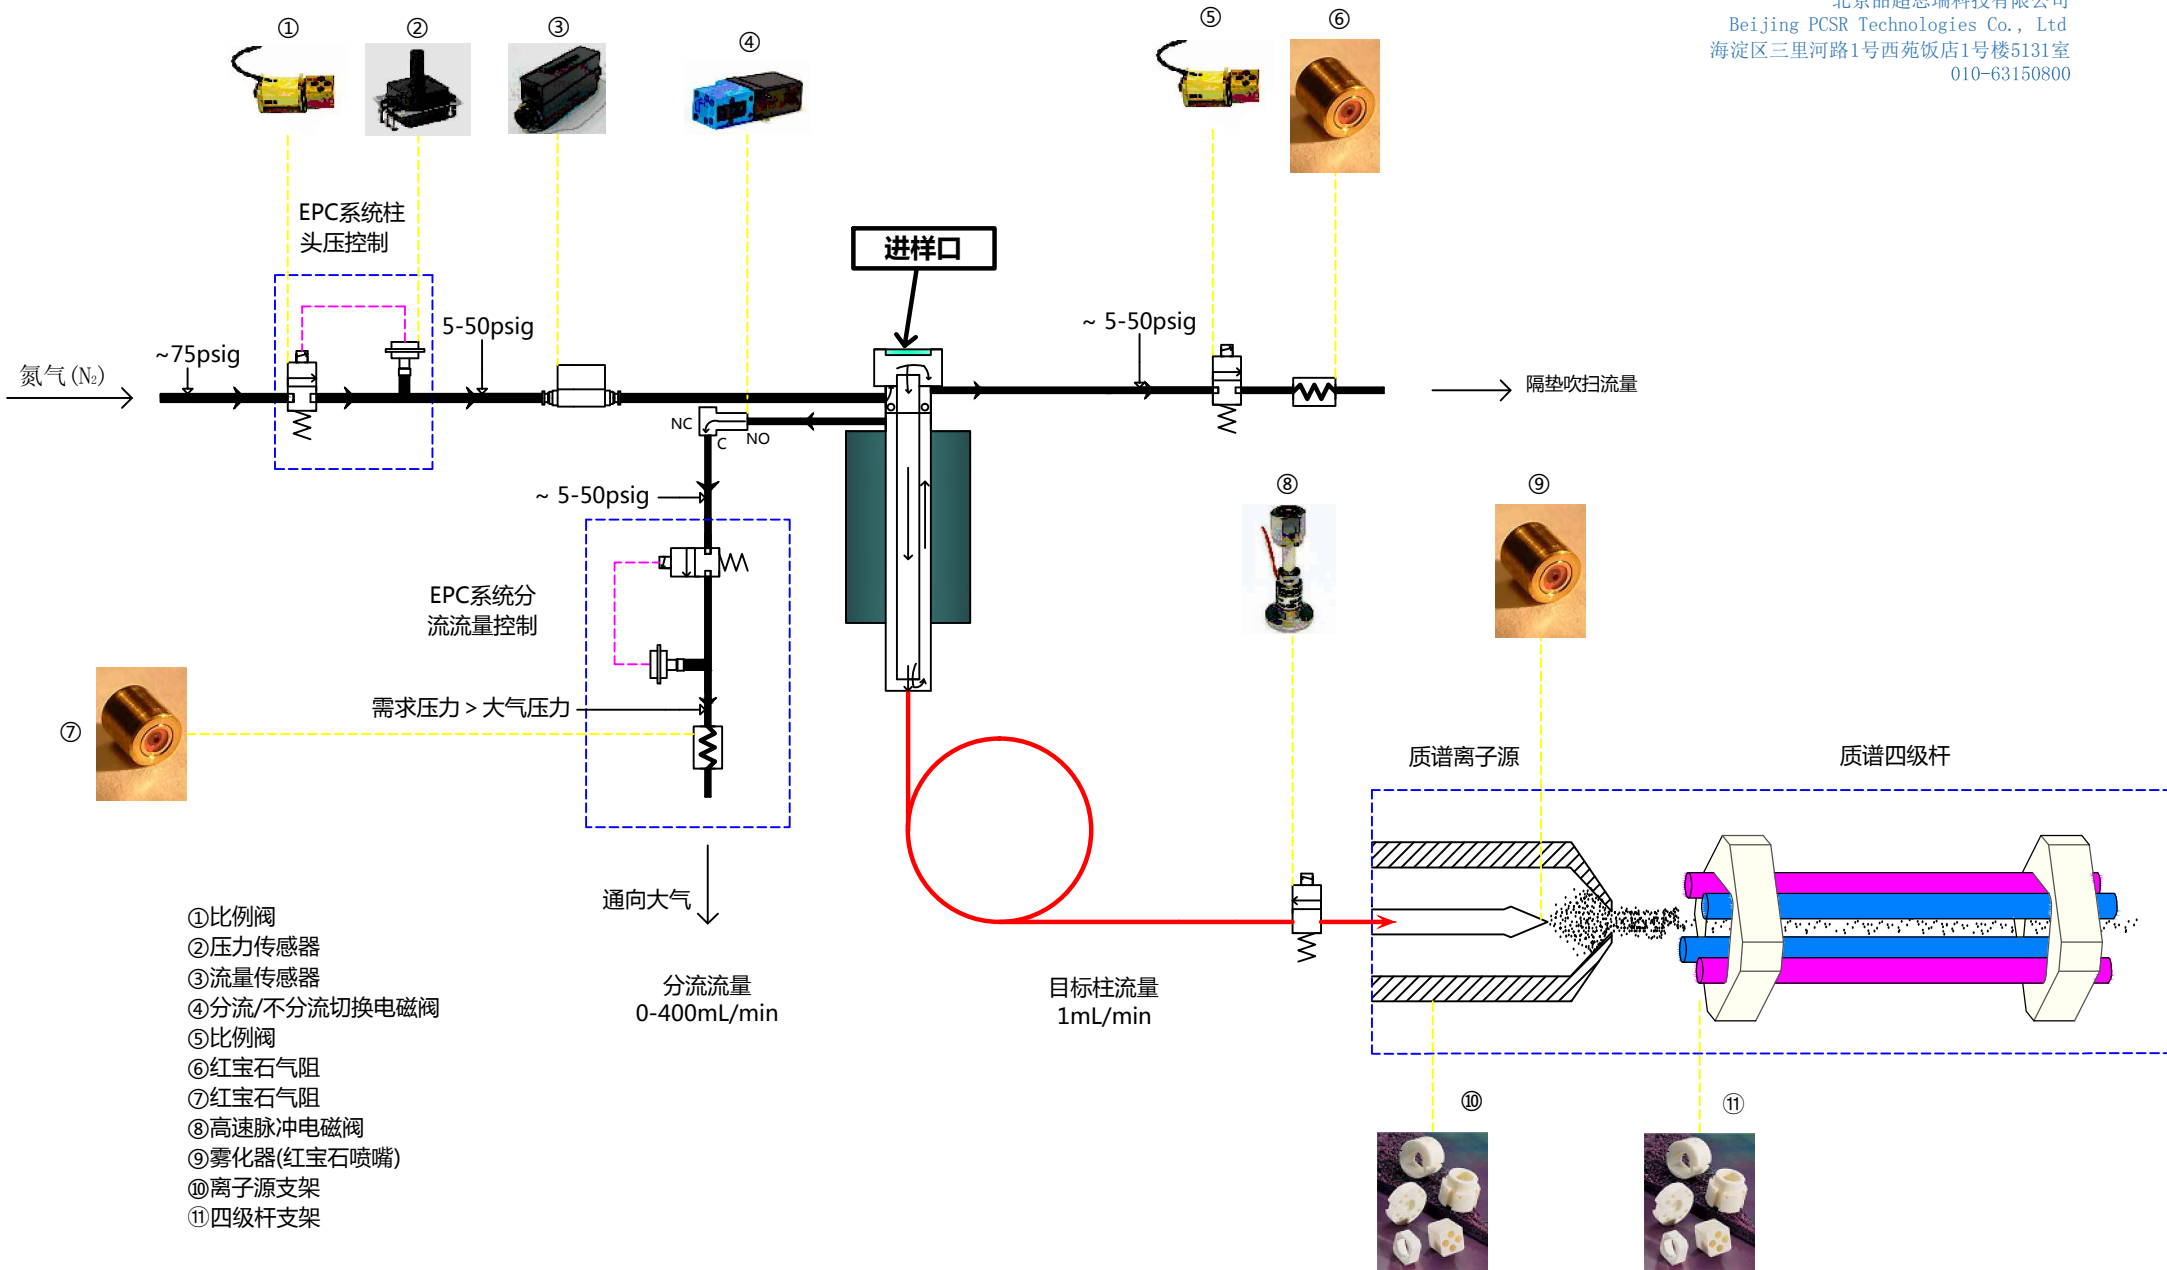 北京品超思瑞科技有限公司
Beijing PCSR Technologies Co., Ltd
海淀区三里河路1号西苑饭店1号楼5131室
010-63150800
①
②
③
④
⑤
⑥
EPC系统柱
头压控制
进样口
~75psig
5-50psig
~ 5-50psig
氮气(N₂)
隔垫吹扫流量
NC
C
NO
~ 5-50psig
⑧
⑨
EPC系统分
流流量控制
需求压力 > 大气压力
⑦
质谱离子源
质谱四级杆
通向大气
分流流量
0-400mL/min
目标柱流量
1mL/min
⑩
⑪
①比例阀
②压力传感器
③流量传感器
④分流/不分流切换电磁阀
⑤比例阀
⑥红宝石气阻
⑦红宝石气阻
⑧高速脉冲电磁阀
⑨雾化器(红宝石喷嘴)
⑩离子源支架
⑪四级杆支架